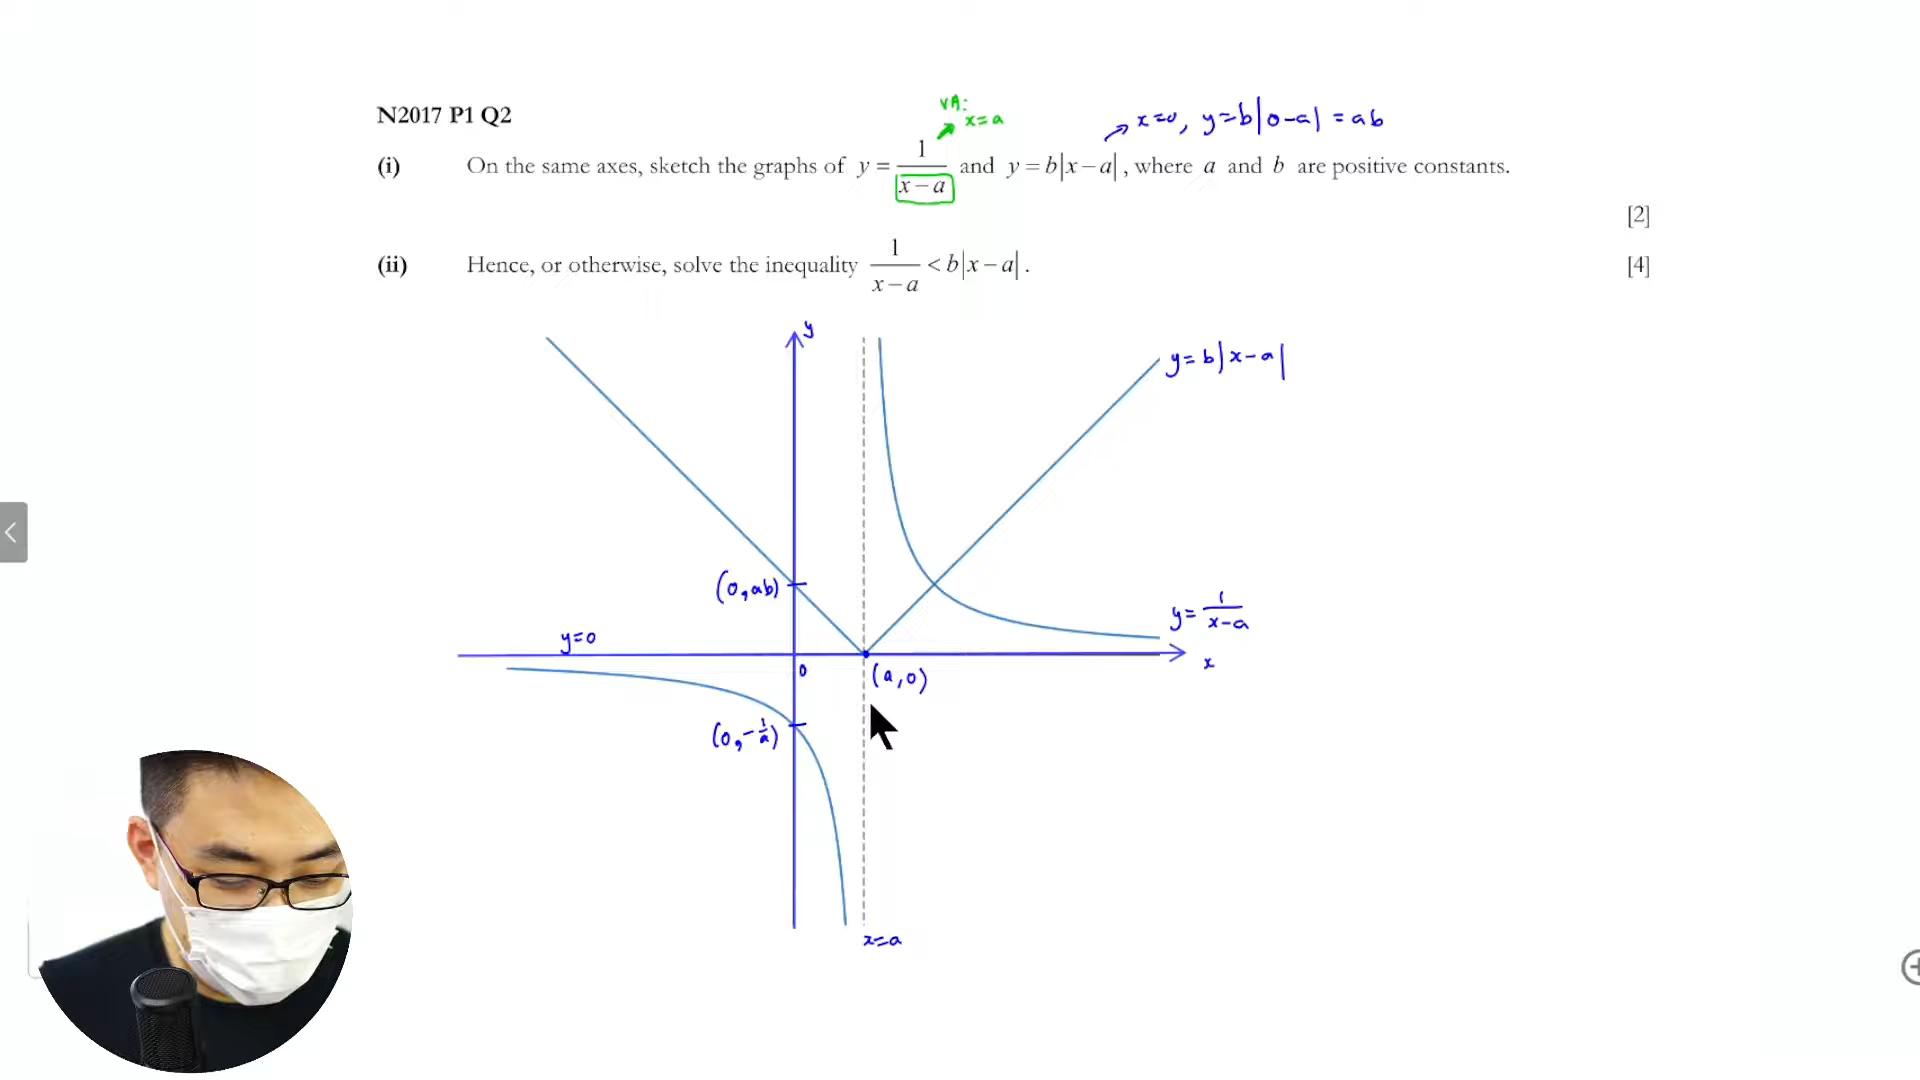 N2017 P1 Q2
VA:
x=a
x=0, y=b|0-a| = ab
(i) On the same axes, sketch the graphs of y = 1/(x−a) and y = b|x−a|, where a and b are positive constants.
[2]
(ii) Hence, or otherwise, solve the inequality 1/(x−a) < b|x−a|.
[4]
y
y= b|x-a|
(0,ab)
y=1/(x-a)
y=0
x
0
(a,0)
(0,-1/a)
x=a